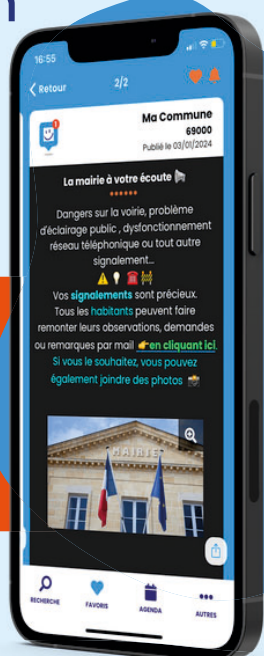 16:55
Retour
2/2
Ma Commune
69000
Publié le 03/01/2024
La mairie à votre écoute 📢
Dangers sur la voirie, problème
d'éclairage public , dysfonctionnement
réseau téléphonique ou tout autre
signalement...
⚠️💡☎️🚧
Vos signalements sont précieux.
Tous les habitants peuvent faire
remonter leurs observations, demandes
ou remarques par mail 👉en cliquant ici.
Si vous le souhaitez, vous pouvez
également joindre des photos 📸
MAIRIE
RECHERCHE
FAVORIS
AGENDA
AUTRES